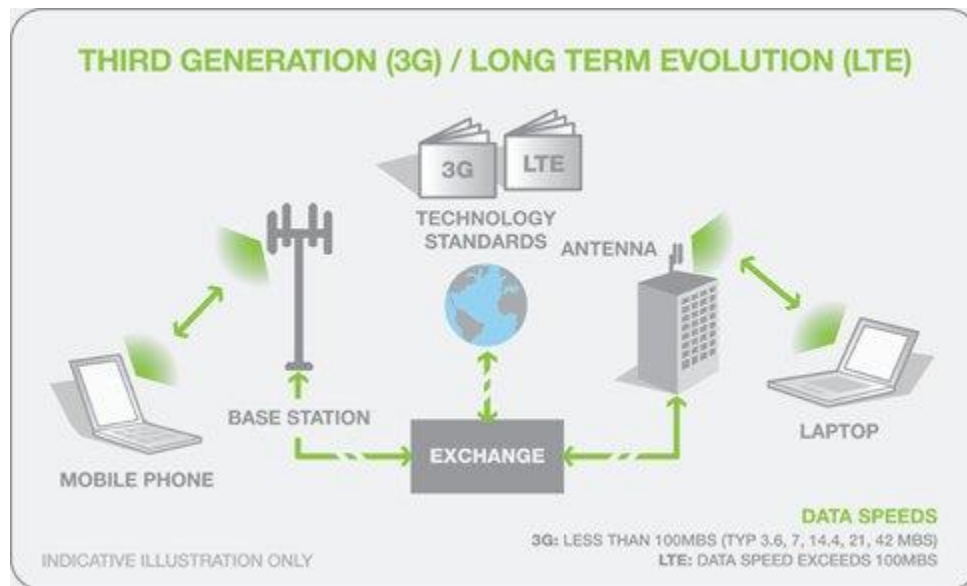 THIRD GENERATION (3G) / LONG TERM EVOLUTION (LTE)
3G
LTE
TECHNOLOGY
STANDARDS
ANTENNA
BASE STATION
MOBILE PHONE
EXCHANGE
LAPTOP
DATA SPEEDS
3G: LESS THAN 100MBS (TYP 3.6, 7, 14.4, 21, 42 MBS)
LTE: DATA SPEED EXCEEDS 100MBS
INDICATIVE ILLUSTRATION ONLY